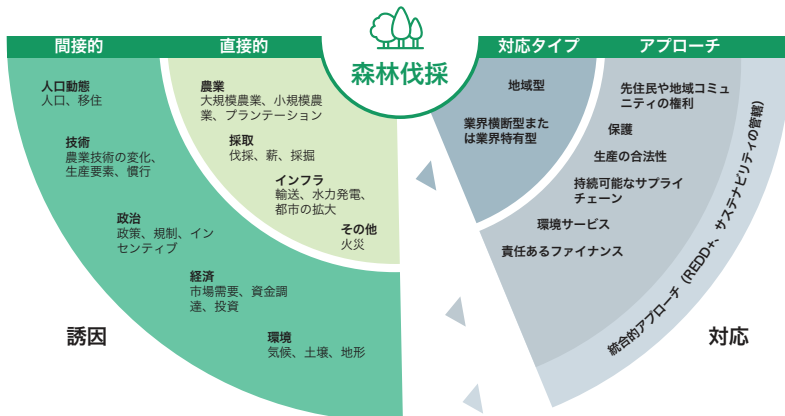 間接的
直接的
森林伐採
対応タイプ
アプローチ
人口動態
人口、移住
技術
農業技術の変化、
生産要素、慣行
政治
政策、規制、イン
センティブ
経済
市場需要、資金調
達、投資
環境
気候、土壌、地形
農業
大規模農業、小規模農
業、プランテーション
採取
伐採、薪、採掘
インフラ
輸送、水力発電、
都市の拡大
その他
火災
誘因
地域型
業界横断型また
は業界特有型
先住民や地域コミュ
ニティの権利
保護
生産の合法性
持続可能なサプライ
チェーン
環境サービス
責任あるファイナンス
統合的アプローチ（REDD+、サステナビリティの管轄）
対応